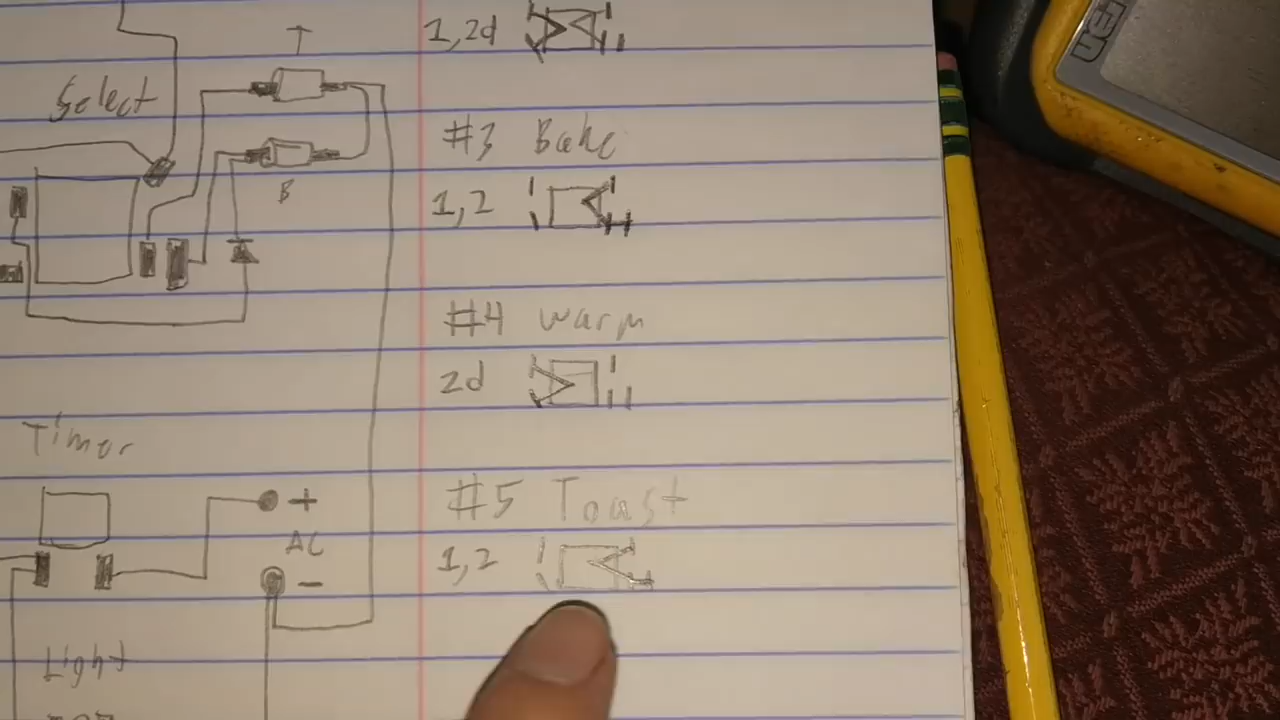 T
1,2d
Select
#3 Bake
1,2
B
#4 Warm
2d
Timer
#5 Toast
+
AC
1,2
-
Light